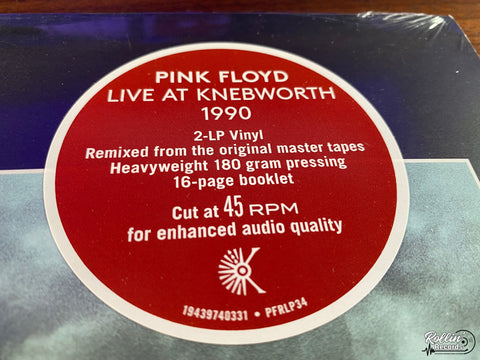 PINK FLOYD
LIVE AT KNEBWORTH
1990
2-LP Vinyl
Remixed from the original master tapes
Heavyweight 180 gram pressing
16-page booklet
Cut at 45 RPM
for enhanced audio quality
19439740331 • PFRLP34
Rollin'
Records